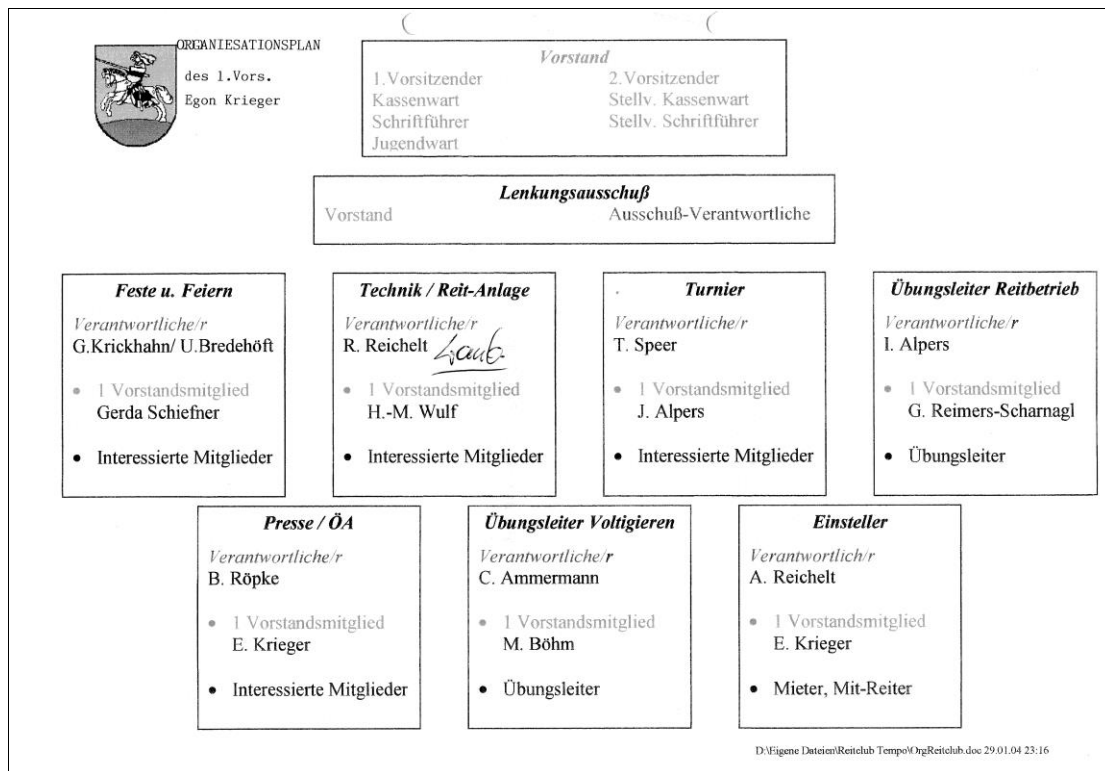 ORGANIESATIONSPLAN
des 1.Vors.
Egon Krieger
Vorstand
1.Vorsitzender 2.Vorsitzender
Kassenwart Stellv. Kassenwart
Schriftführer Stellv. Schriftführer
Jugendwart
Lenkungsausschuß
Vorstand Ausschuß-Verantwortliche
Feste u. Feiern
Verantwortliche/r
G.Krickhahn/ U.Bredehöft
• 1 Vorstandsmitglied
Gerda Schiefner
• Interessierte Mitglieder
Technik / Reit-Anlage
Verantwortliche/r
R. Reichelt
• 1 Vorstandsmitglied
H.-M. Wulf
• Interessierte Mitglieder
Turnier
Verantwortliche/r
T. Speer
• 1 Vorstandsmitglied
J. Alpers
• Interessierte Mitglieder
Übungsleiter Reitbetrieb
Verantwortliche/r
I. Alpers
• 1 Vorstandsmitglied
G. Reimers-Scharnagl
• Übungsleiter
Presse / ÖA
Verantwortliche/r
B. Röpke
• 1 Vorstandsmitglied
E. Krieger
• Interessierte Mitglieder
Übungsleiter Voltigieren
Verantwortliche/r
C. Ammermann
• 1 Vorstandsmitglied
M. Böhm
• Übungsleiter
Einsteller
Verantwortlich/r
A. Reichelt
• 1 Vorstandsmitglied
E. Krieger
• Mieter, Mit-Reiter
D:\Eigene Dateien\Reitclub Tempo\OrgReitclub.doc 29.01.04 23:16